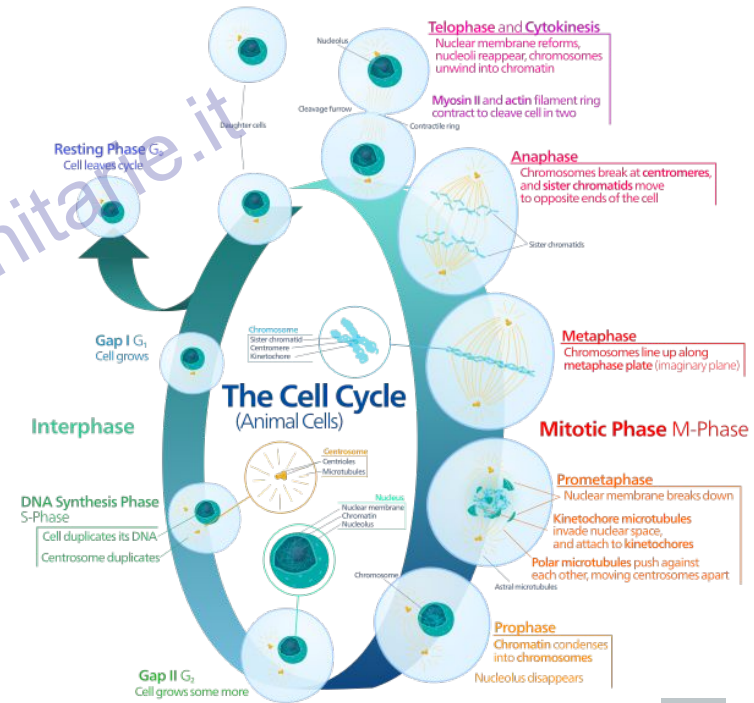 Telophase and Cytokinesis
Nuclear membrane reforms,
nucleoli reappear, chromosomes
unwind into chromatin
Nucleolus
Myosin II and actin filament ring
contract to cleave cell in two
Cleavage furrow
Contractile ring
Daughter cells
Resting Phase G₀
Cell leaves cycle
nitarie.it
Anaphase
Chromosomes break at centromeres,
and sister chromatids move
to opposite ends of the cell
Sister chromatids
Gap I G₁
Cell grows
Chromosome
Sister chromatid
Centromere
Kinetochore
Metaphase
Chromosomes line up along
metaphase plate (imaginary plane)
The Cell Cycle
(Animal Cells)
Interphase
Mitotic Phase M-Phase
Centrosome
Centrioles
Microtubules
Prometaphase
Nuclear membrane breaks down
Kinetochore microtubules
invade nuclear space,
and attach to kinetochores
Polar microtubules push against
each other, moving centrosomes apart
Astral microtubules
DNA Synthesis Phase
S-Phase
Cell duplicates its DNA
Centrosome duplicates
Nucleus
Nuclear membrane
Chromatin
Nucleolus
Chromosome
Prophase
Chromatin condenses
into chromosomes
Nucleolus disappears
Gap II G₂
Cell grows some more